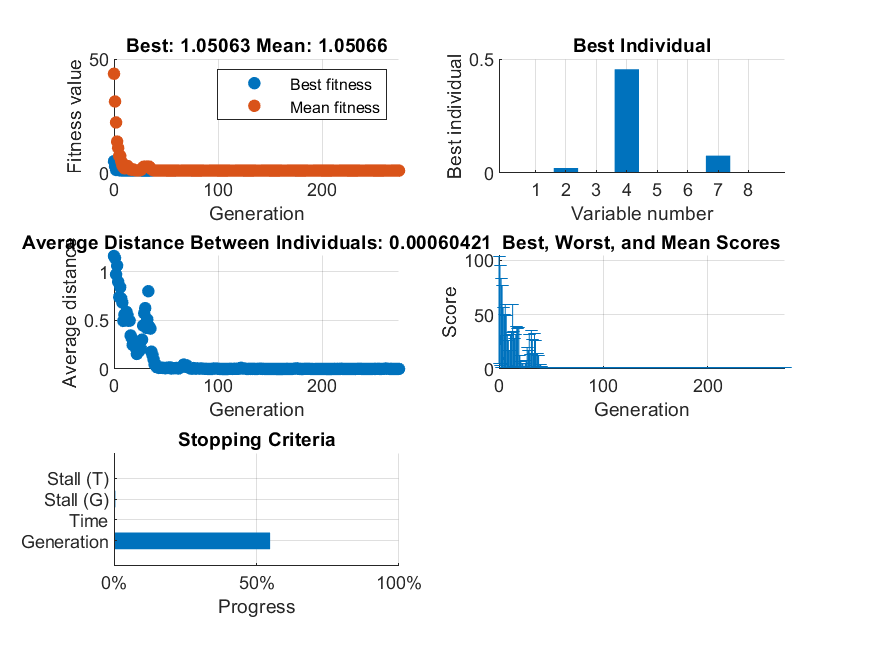 Best: 1.05063 Mean: 1.05066
Fitness value
50
0
Best fitness
Mean fitness
0
100
200
Generation
Best Individual
Best individual
0.5
0
1 2 3 4 5 6 7 8
Variable number
Average Distance Between Individuals: 0.00060421
Average distance
1
0.5
0
0
100
200
Generation
Best, Worst, and Mean Scores
Score
100
50
0
0
100
200
Generation
Stopping Criteria
Stall (T)
Stall (G)
Time
Generation
0%
50%
100%
Progress